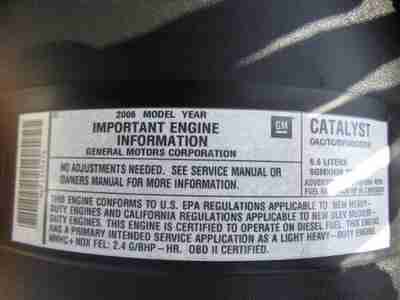 2006 MODEL YEAR
IMPORTANT ENGINE
INFORMATION
GENERAL MOTORS CORPORATION
GM
CATALYST
6.6 LITERS
NO ADJUSTMENTS NEEDED. SEE SERVICE MANUAL OR
OWNERS MANUAL FOR MORE INFORMATION.
THIS ENGINE CONFORMS TO U.S. EPA REGULATIONS APPLICABLE TO NEW HEAVY-
DUTY ENGINES AND CALIFORNIA REGULATIONS APPLICABLE TO NEW ULEV MEDIUM-
DUTY ENGINES. THIS ENGINE IS CERTIFIED TO OPERATE ON DIESEL FUEL. THIS ENGINE
HAS A PRIMARY INTENDED SERVICE APPLICATION AS A LIGHT HEAVY-DUTY ENGINE.
NMHC+ NOX FEL: 2.4 G/BHP-HR. OBD II CERTIFIED.